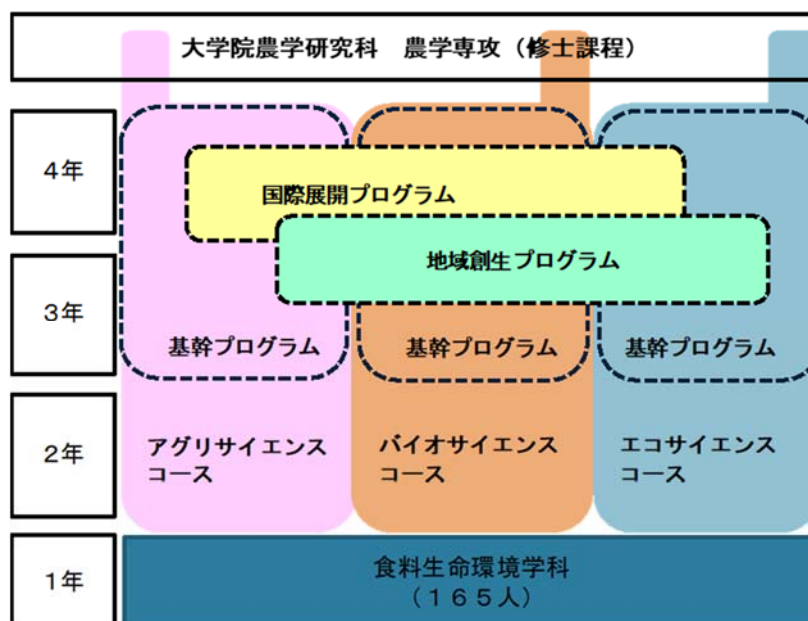 大学院農学研究科　農学専攻（修士課程）
4年
国際展開プログラム
地域創生プログラム
3年
基幹プログラム
基幹プログラム
基幹プログラム
2年
アグリサイエンス
コース
バイオサイエンス
コース
エコサイエンス
コース
1年
食料生命環境学科
（１６５人）